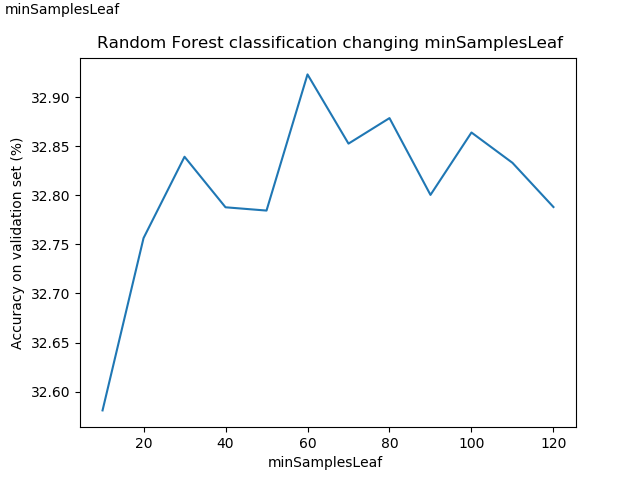 minSamplesLeaf
Random Forest classification changing minSamplesLeaf
Accuracy on validation set (%)
32.90
32.85
32.80
32.75
32.70
32.65
32.60
20 40 60 80 100 120
minSamplesLeaf